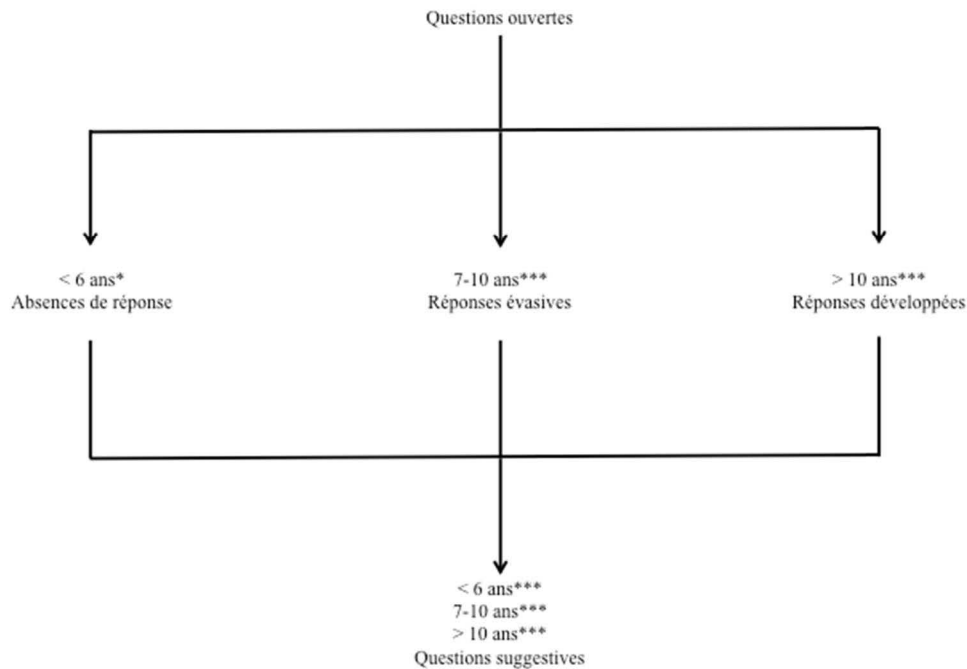 Questions ouvertes
< 6 ans*
Absences de réponse
7-10 ans***
Réponses évasives
> 10 ans***
Réponses développées
< 6 ans***
7-10 ans***
> 10 ans***
Questions suggestives